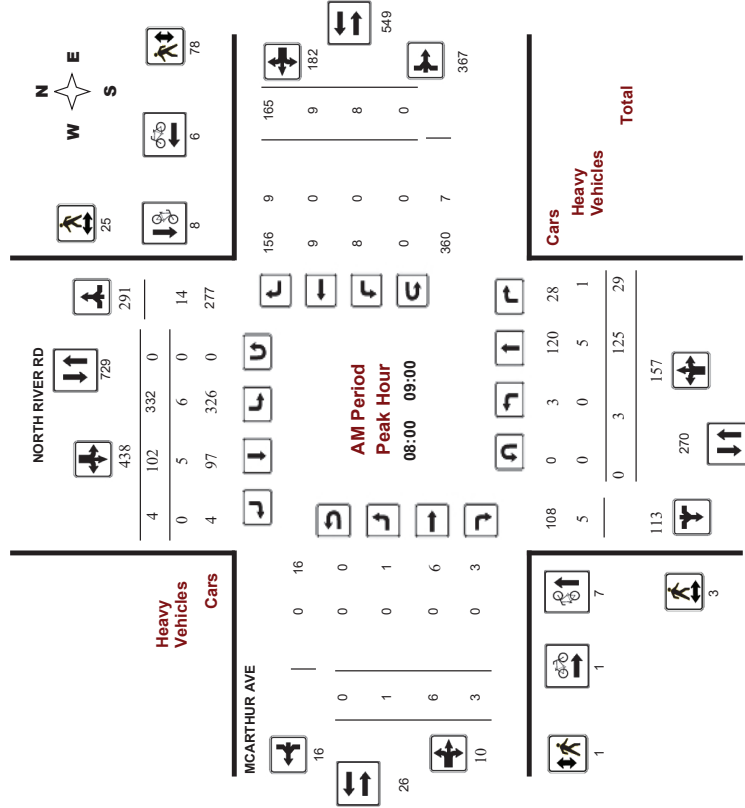 N
W E
S
78
6
25
8
NORTH RIVER RD
438
729
291
4 102 332 0
0 5 6 0 14
4 97 326 0 277
Heavy
Vehicles
Cars
549
182
367
156 9 165
9 0 9
8 0 8
0 0 0
360 7
AM Period
Peak Hour
08:00 09:00
MCARTHUR AVE
16 0 16
0 0 0
1 0 1
6 0 6
3 0 3
26
10
Cars
Heavy
Vehicles
Total
108 0 3 120 28
5 0 0 5 1
0 3 125 29
113
157
270
7
1
3
1